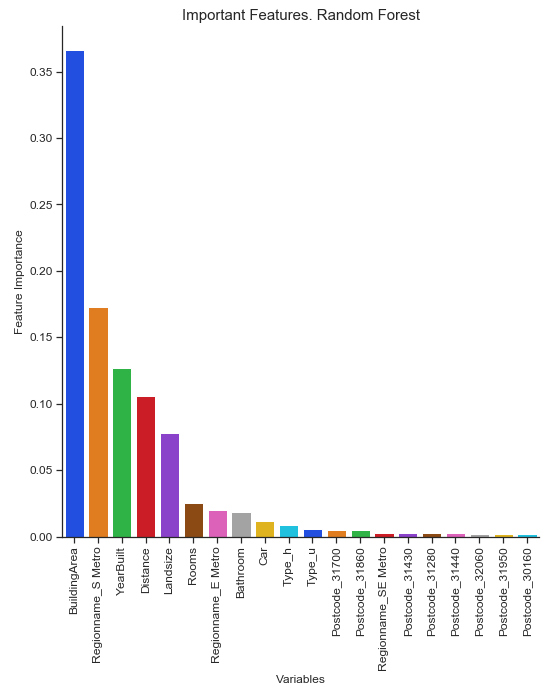 Important Features. Random Forest
Feature Importance
0.35
0.30
0.25
0.20
0.15
0.10
0.05
0.00
BuildingArea
Regionname_S Metro
YearBuilt
Distance
Landsize
Rooms
Regionname_E Metro
Bathroom
Car
Type_h
Type_u
Postcode_31700
Postcode_31860
Regionname_SE Metro
Postcode_31430
Postcode_31280
Postcode_31440
Postcode_32060
Postcode_31950
Postcode_30160
Variables